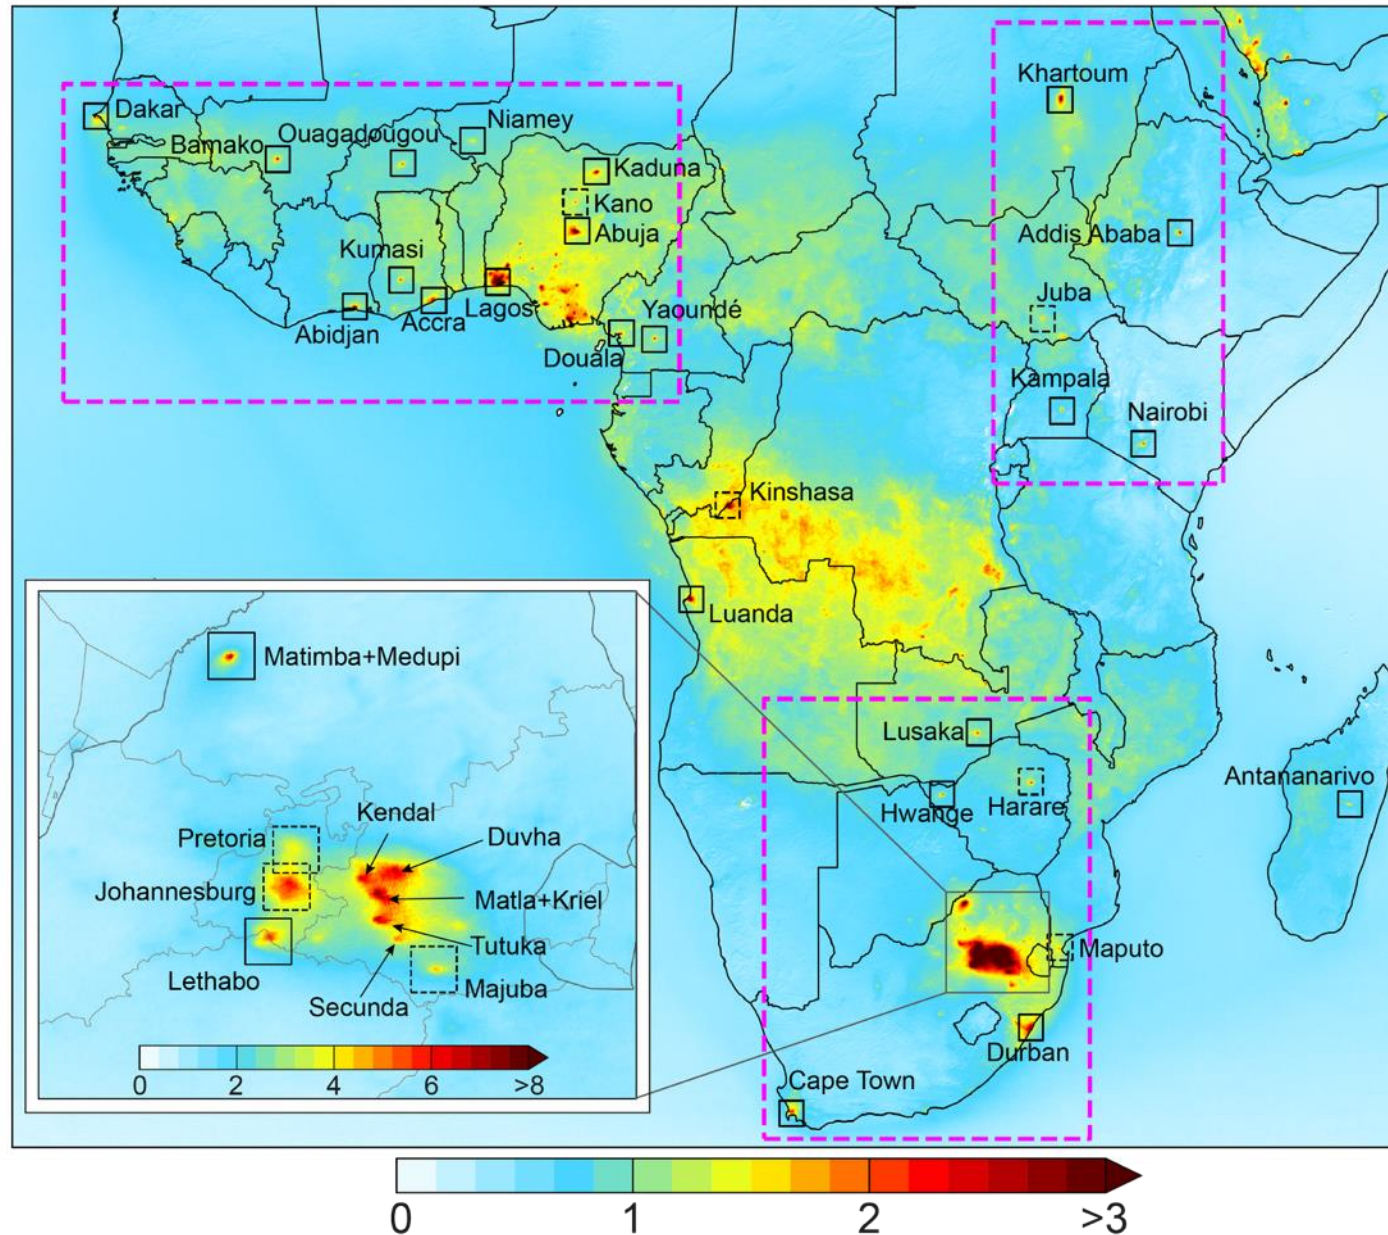 Khartoum
Dakar
Niamey
Ouagadougou
Bamako
Kaduna
Kano
Abuja
Addis Ababa
Kumasi
Juba
Lagos
Yaoundé
Accra
Abidjan
Douala
Kampala
Nairobi
Kinshasa
Luanda
Matimba+Medupi
Lusaka
Antananarivo
Hwange
Harare
Kendal
Pretoria
Duvha
Johannesburg
Matla+Kriel
Tutuka
Maputo
Lethabo
Majuba
Secunda
Durban
Cape Town
0 2 4 6 >8
0 1 2 >3